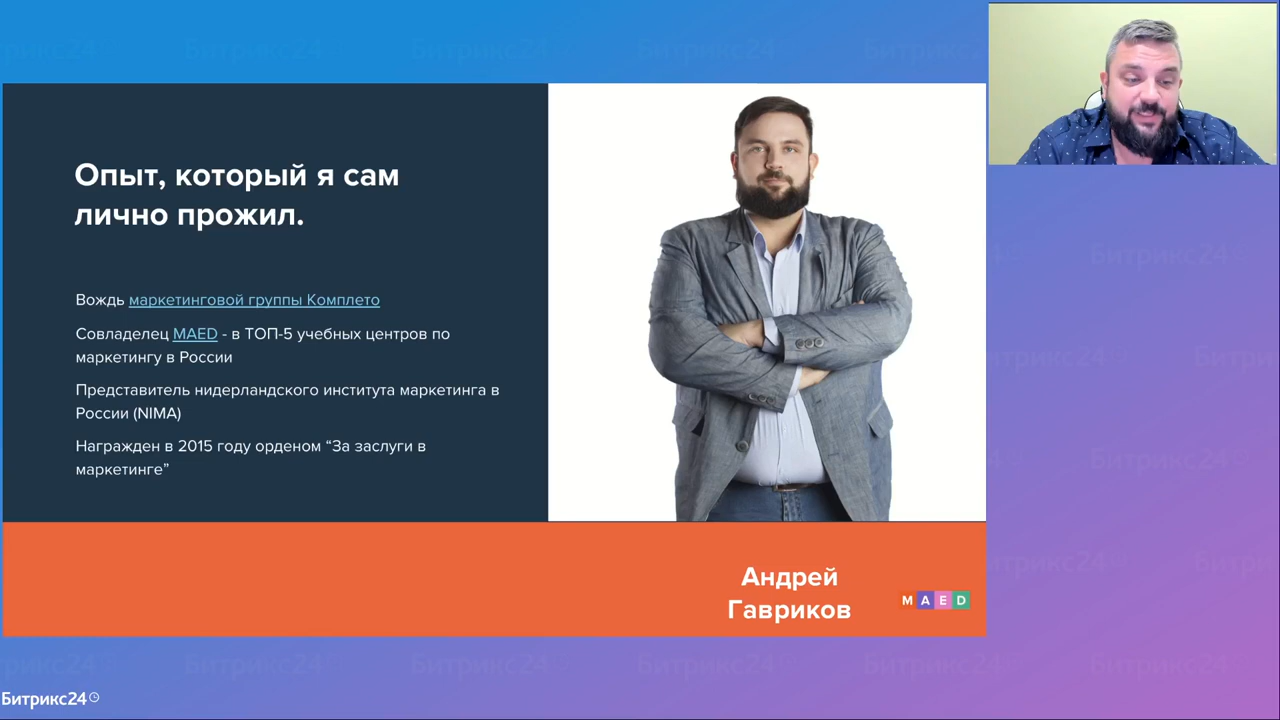 Опыт, который я сам
лично прожил.
Вождь маркетинговой группы Комплето
Совладелец MAED - в ТОП-5 учебных центров по
маркетингу в России
Представитель нидерландского института маркетинга в
России (NIMA)
Награжден в 2015 году орденом “За заслуги в
маркетинге”
Андрей
Гавриков
MAED
Битрикс24